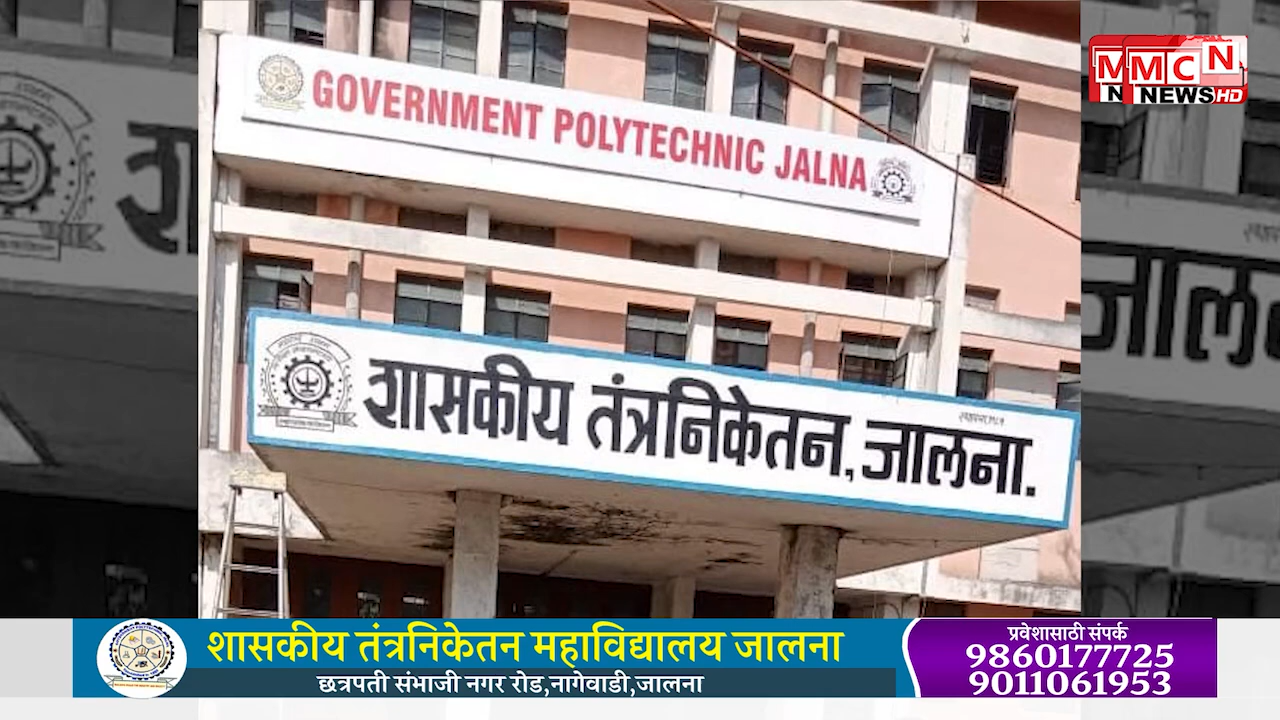 GOVERNMENT POLYTECHNIC JALNA
MMCN
NEWS HD
शासकीय तंत्रनिकेतन, जालना.
जालना
शासकीय तंत्रनिकेतन महाविद्यालय जालना
छत्रपती संभाजी नगर रोड,नागेवाडी,जालना
प्रवेशासाठी संपर्क
9860177725
9011061953